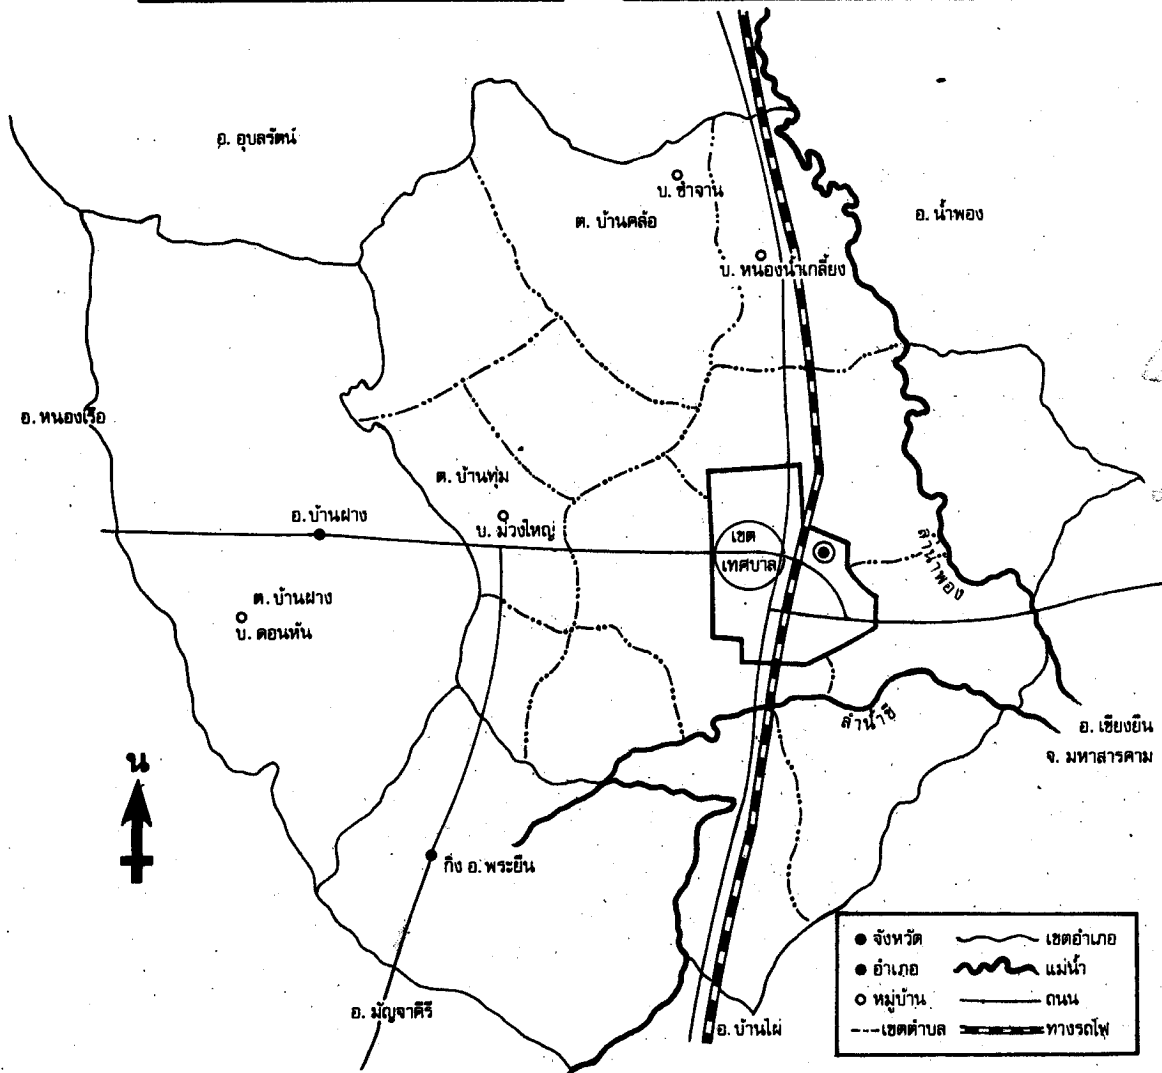 อ. อุบลรัตน์
บ. ชำจาน
ต. บ้านคล้อ
อ. น้ำพอง
บ. หนองน้ำเกลี้ยง
อ. หนองเรือ
ต. บ้านทุ่ม
อ. บ้านฝาง
บ. ม่วงใหญ่
เขต
เทศบาล
ลำน้ำพอง
ต. บ้านฝาง
บ. ดอนหัน
ลำน้ำชี
อ. เชียงยืน
จ. มหาสารคาม
น
กิ่ง อ. พระยืน
อ. มัญจาคีรี
อ. บ้านไผ่
จังหวัด
เขตอำเภอ
อำเภอ
แม่น้ำ
หมู่บ้าน
ถนน
เขตตำบล
ทางรถไฟ